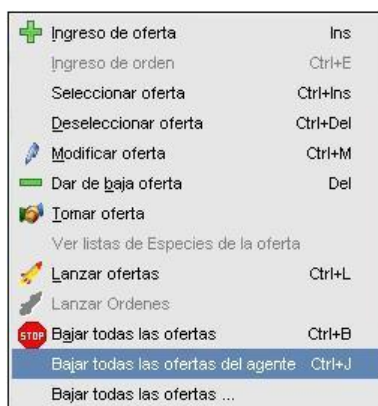 Ingreso de oferta Ins
Ingreso de orden Ctrl+E
Seleccionar oferta Ctrl+Ins
Deseleccionar oferta Ctrl+Del
Modificar oferta Ctrl+M
Dar de baja oferta Del
Tomar oferta
Ver listas de Especies de la oferta
Lanzar ofertas Ctrl+L
Lanzar Ordenes
STOP Bajar todas las ofertas Ctrl+B
Bajar todas las ofertas del agente Ctrl+J
Bajar todas las ofertas ...